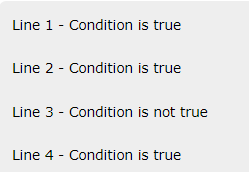 Line 1 - Condition is true
Line 2 - Condition is true
Line 3 - Condition is not true
Line 4 - Condition is true